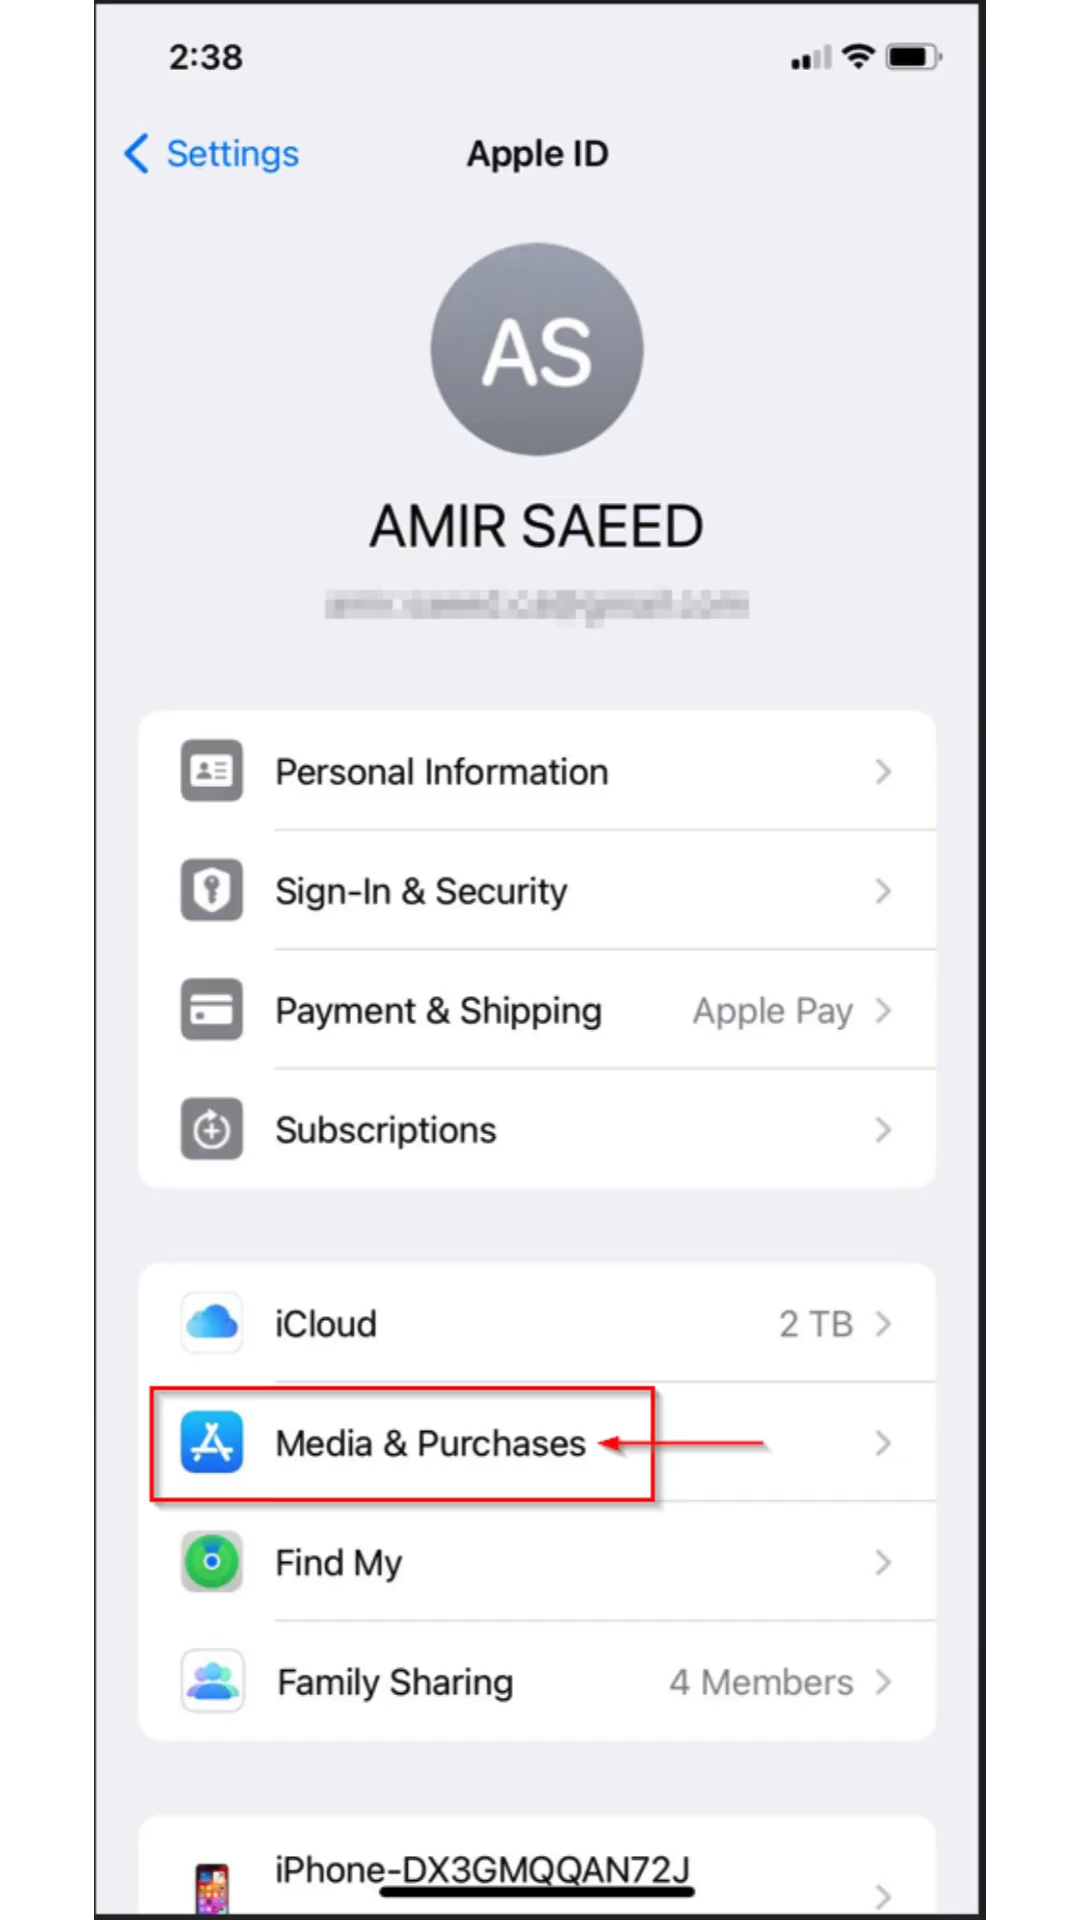 2:38
Settings
Apple ID
AS
AMIR SAEED
Personal Information
Sign-In & Security
Payment & Shipping Apple Pay
Subscriptions
iCloud 2 TB
Media & Purchases
Find My
Family Sharing 4 Members
iPhone-DX3GMQQAN72J